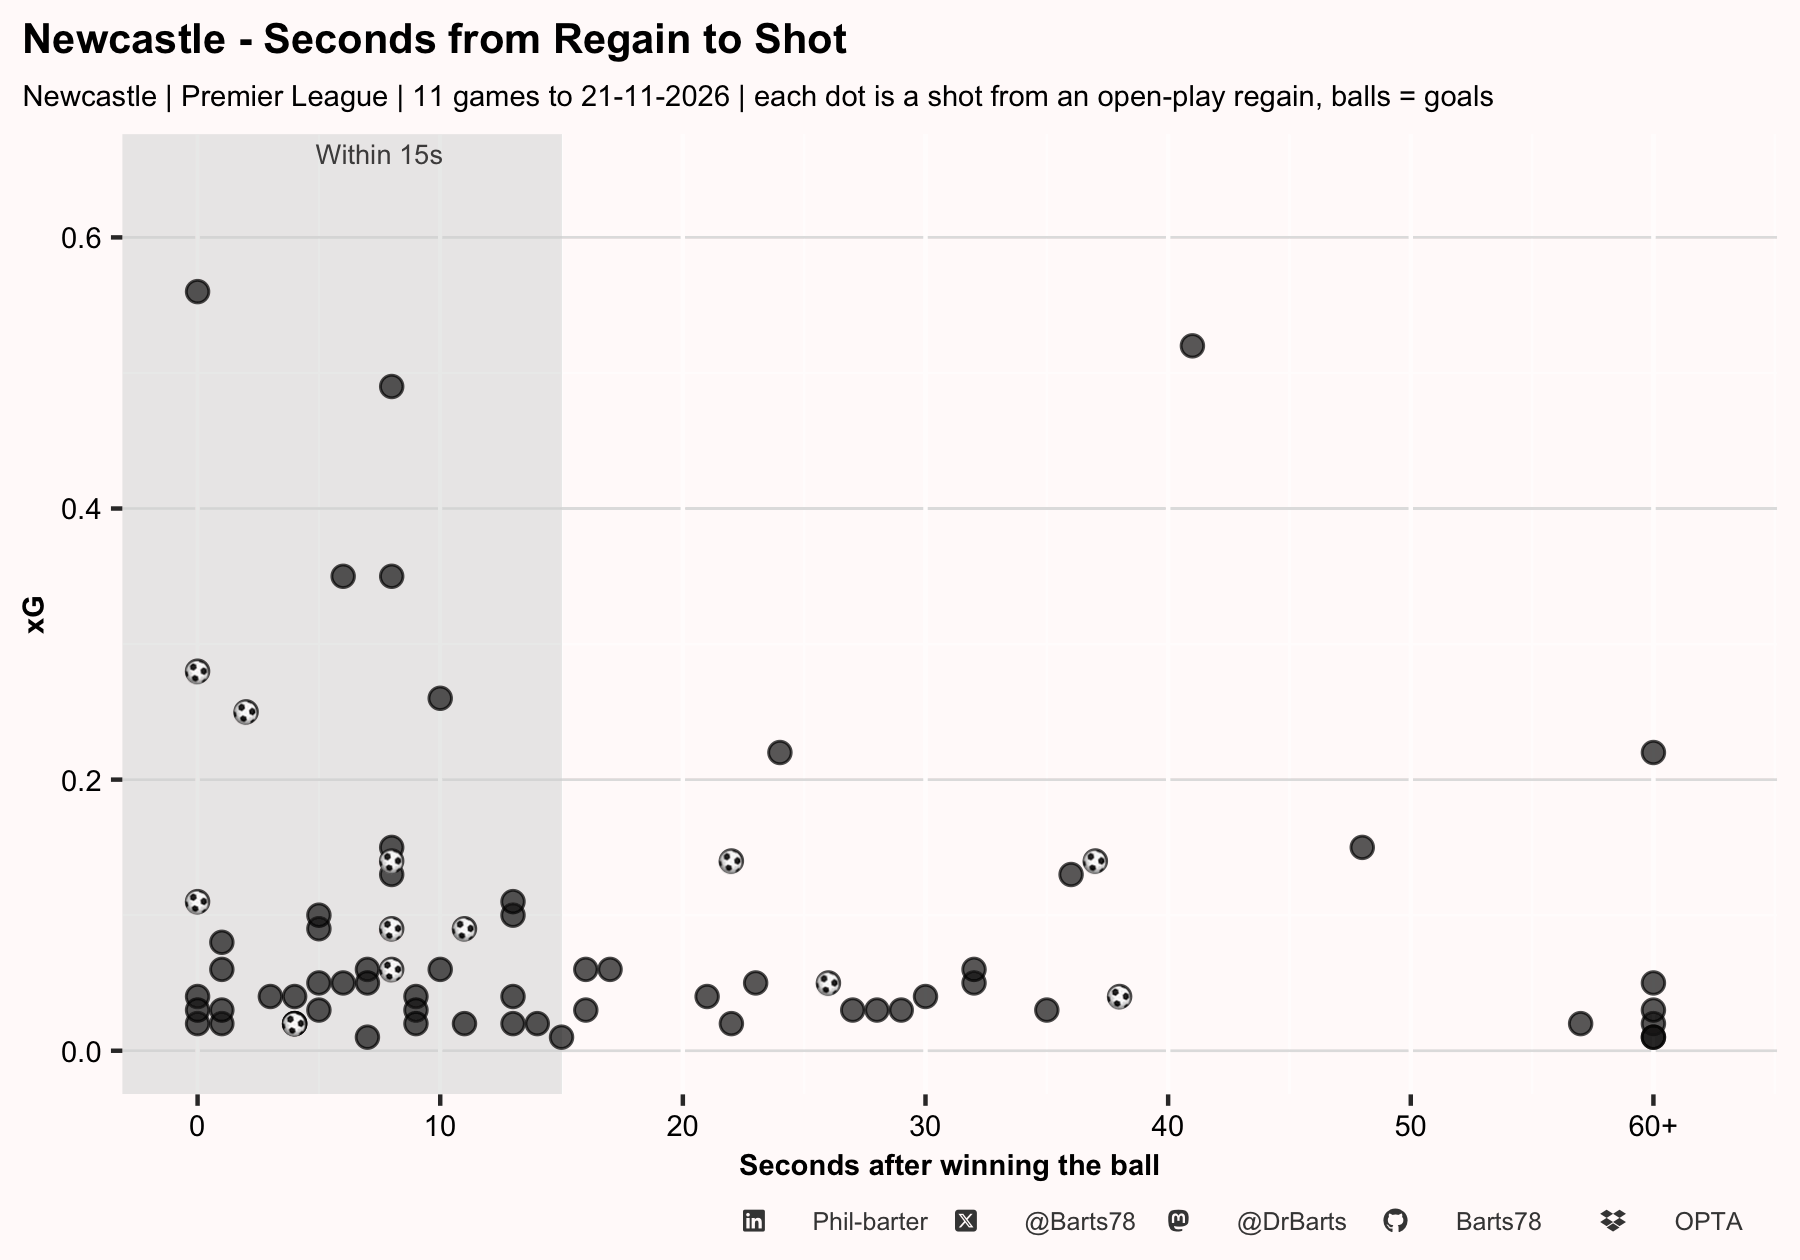 Newcastle - Seconds from Regain to Shot
Newcastle | Premier League | 11 games to 21-11-2026 | each dot is a shot from an open-play regain, balls = goals
Within 15s
0.6
0.4
0.2
0.0
xG
0 10 20 30 40 50 60+
Seconds after winning the ball
Phil-barter @Barts78 @DrBarts Barts78 OPTA